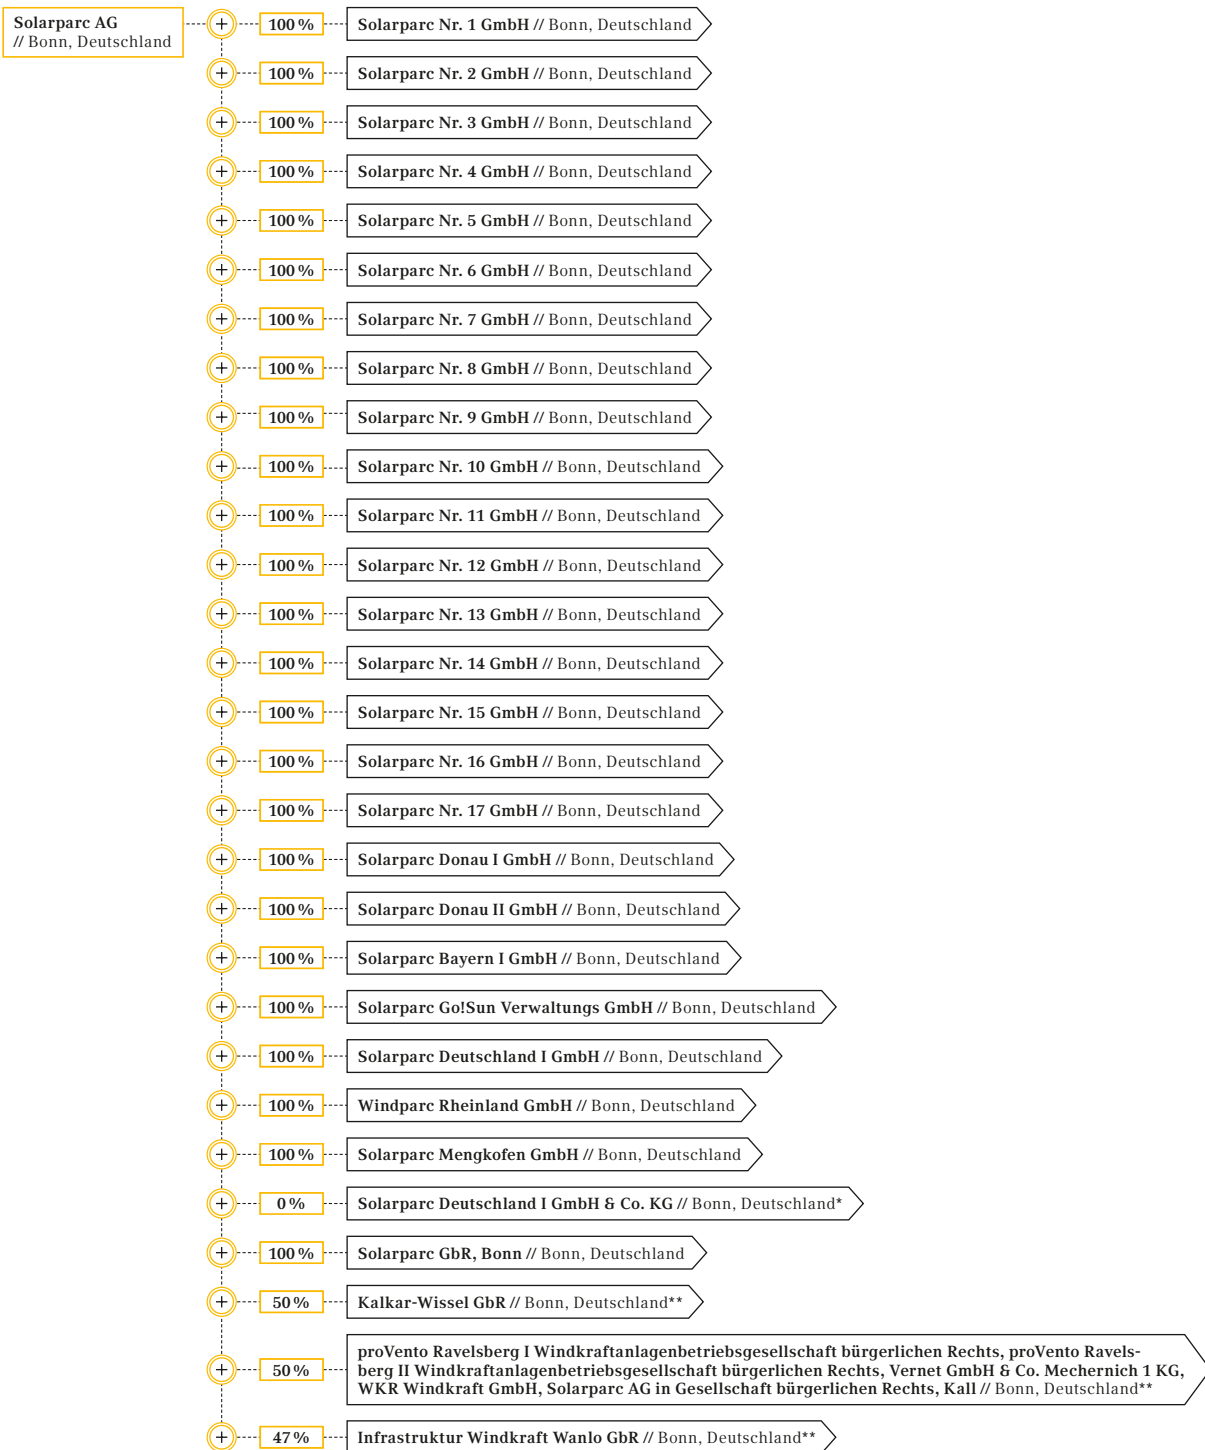 Solarparc AG
// Bonn, Deutschland
100 % Solarparc Nr. 1 GmbH // Bonn, Deutschland
100 % Solarparc Nr. 2 GmbH // Bonn, Deutschland
100 % Solarparc Nr. 3 GmbH // Bonn, Deutschland
100 % Solarparc Nr. 4 GmbH // Bonn, Deutschland
100 % Solarparc Nr. 5 GmbH // Bonn, Deutschland
100 % Solarparc Nr. 6 GmbH // Bonn, Deutschland
100 % Solarparc Nr. 7 GmbH // Bonn, Deutschland
100 % Solarparc Nr. 8 GmbH // Bonn, Deutschland
100 % Solarparc Nr. 9 GmbH // Bonn, Deutschland
100 % Solarparc Nr. 10 GmbH // Bonn, Deutschland
100 % Solarparc Nr. 11 GmbH // Bonn, Deutschland
100 % Solarparc Nr. 12 GmbH // Bonn, Deutschland
100 % Solarparc Nr. 13 GmbH // Bonn, Deutschland
100 % Solarparc Nr. 14 GmbH // Bonn, Deutschland
100 % Solarparc Nr. 15 GmbH // Bonn, Deutschland
100 % Solarparc Nr. 16 GmbH // Bonn, Deutschland
100 % Solarparc Nr. 17 GmbH // Bonn, Deutschland
100 % Solarparc Donau I GmbH // Bonn, Deutschland
100 % Solarparc Donau II GmbH // Bonn, Deutschland
100 % Solarparc Bayern I GmbH // Bonn, Deutschland
100 % Solarparc Go!Sun Verwaltungs GmbH // Bonn, Deutschland
100 % Solarparc Deutschland I GmbH // Bonn, Deutschland
100 % Windparc Rheinland GmbH // Bonn, Deutschland
100 % Solarparc Mengkofen GmbH // Bonn, Deutschland
0 % Solarparc Deutschland I GmbH & Co. KG // Bonn, Deutschland*
100 % Solarparc GbR, Bonn // Bonn, Deutschland
50 % Kalkar-Wissel GbR // Bonn, Deutschland**
proVento Ravelsberg I Windkraftanlagenbetriebsgesellschaft bürgerlichen Rechts, proVento Ravels-
50 % berg II Windkraftanlagenbetriebsgesellschaft bürgerlichen Rechts, Vernet GmbH & Co. Mechernich 1 KG,
WKR Windkraft GmbH, Solarparc AG in Gesellschaft bürgerlichen Rechts, Kall // Bonn, Deutschland**
47 % Infrastruktur Windkraft Wanlo GbR // Bonn, Deutschland**